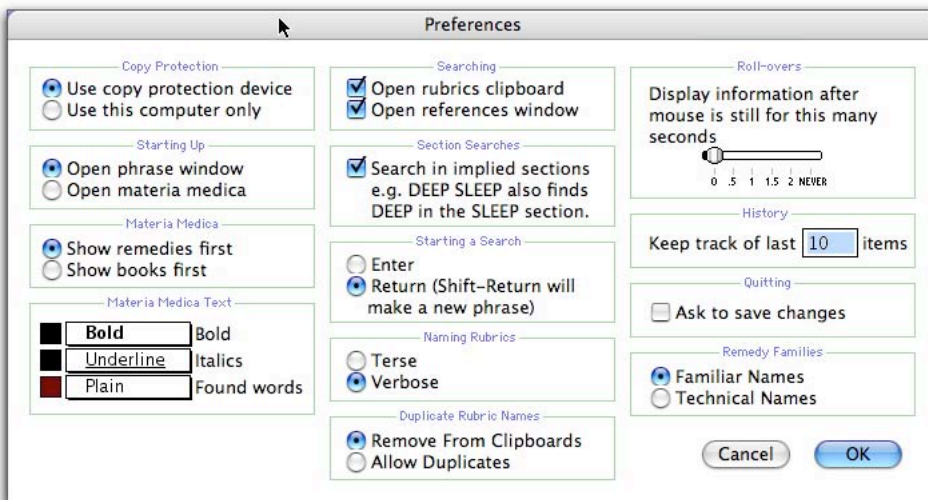 Preferences
Copy Protection
Use copy protection device
Use this computer only
Starting Up
Open phrase window
Open materia medica
Materia Medica
Show remedies first
Show books first
Materia Medica Text
Bold Bold
Underline Italics
Plain Found words
Searching
Open rubrics clipboard
Open references window
Section Searches
Search in implied sections
e.g. DEEP SLEEP also finds
DEEP in the SLEEP section.
Starting a Search
Enter
Return (Shift-Return will
make a new phrase)
Naming Rubrics
Terse
Verbose
Duplicate Rubric Names
Remove From Clipboards
Allow Duplicates
Roll-overs
Display information after
mouse is still for this many
seconds
0 .5 1 1.5 2 NEVER
History
Keep track of last 10 items
Quitting
Ask to save changes
Remedy Families
Familiar Names
Technical Names
Cancel OK